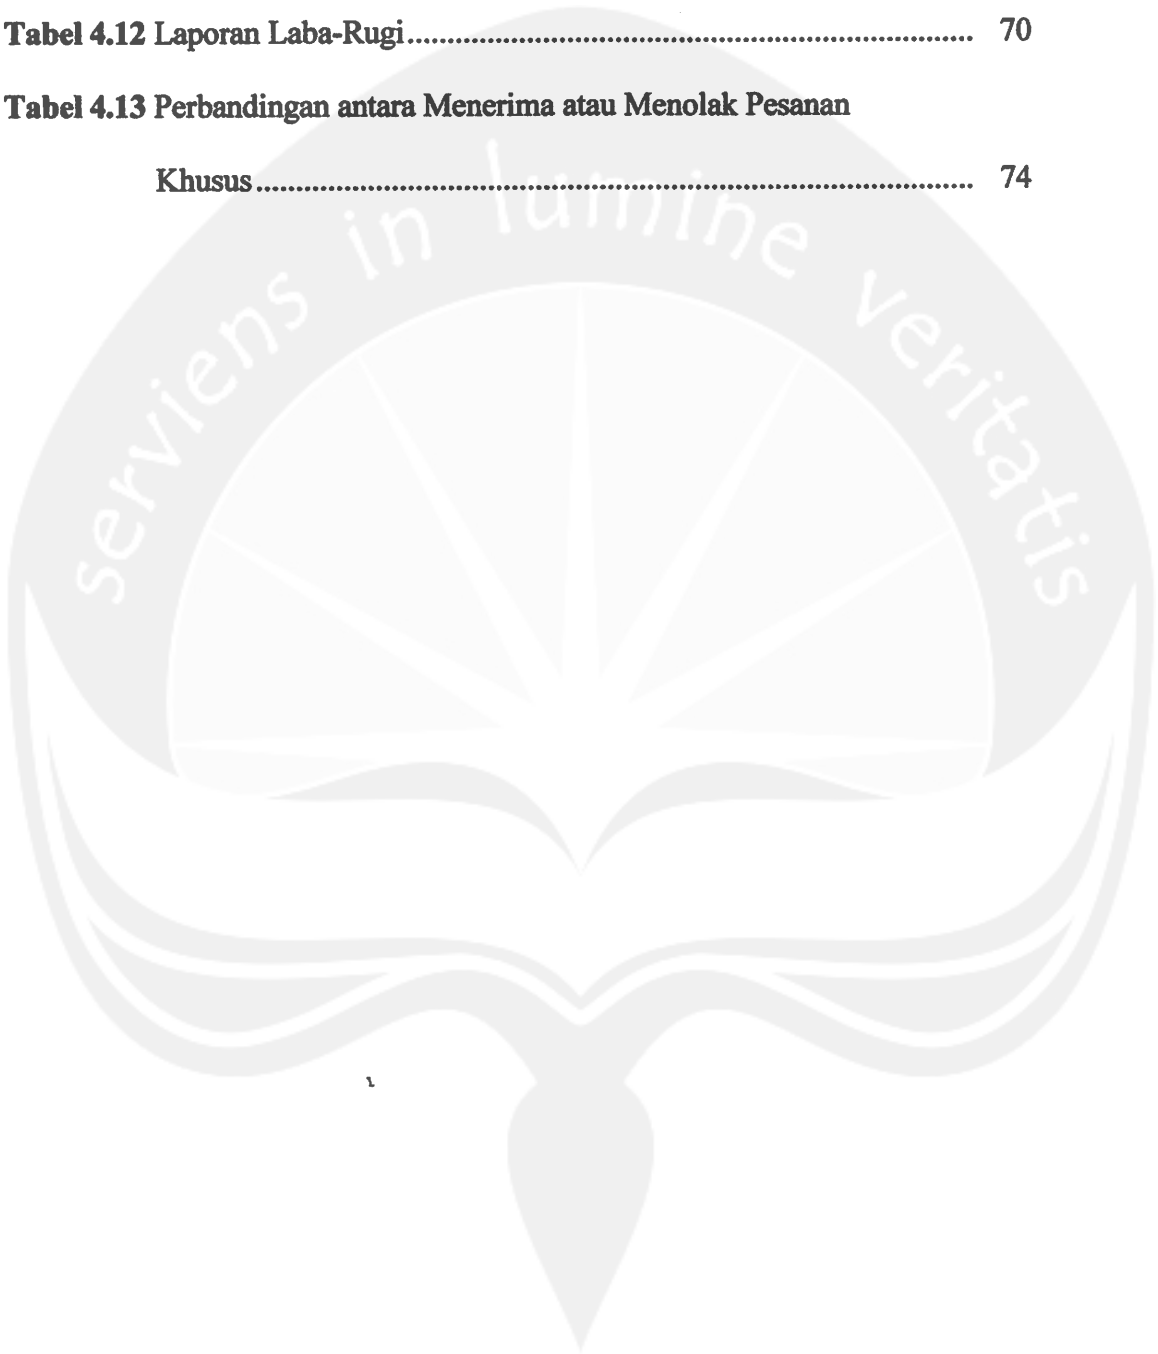 Tabel 4.12 Laporan Laba-Rugi.................................................................... 70
Tabel 4.13 Perbandingan antara Menerima atau Menolak Pesanan
Khusus...................................................................................... 74
serviens in lumine veritatis